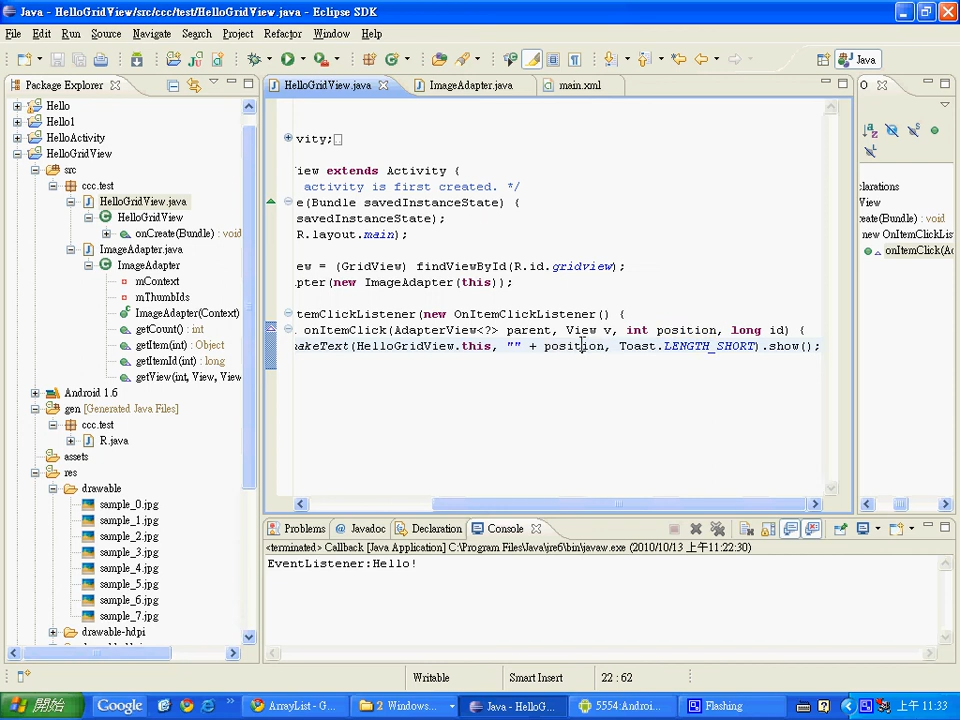 Java - HelloGridView/src/ccc/test/HelloGridView.java - Eclipse SDK
File Edit Run Source Navigate Search Project Refactor Window Help
Java
Package Explorer
HelloGridView.java ImageAdapter.java main.xml
O
Hello
Hello1
HelloActivity
HelloGridView
src
ccc.test
HelloGridView.java
HelloGridView
onCreate(Bundle) : void
ImageAdapter.java
ImageAdapter
mContext
mThumbIds
ImageAdapter(Context)
getCount() : int
getItem(int) : Object
getItemId(int) : long
getView(int, View, View
Android 1.6
gen [Generated Java Files]
ccc.test
R.java
assets
res
drawable
sample_0.jpg
sample_1.jpg
sample_2.jpg
sample_3.jpg
sample_4.jpg
sample_5.jpg
sample_6.jpg
sample_7.jpg
drawable-hdpi
vity;
iew extends Activity {
activity is first created. */
e(Bundle savedInstanceState) {
savedInstanceState);
R.layout.main);
ew = (GridView) findViewById(R.id.gridview);
pter(new ImageAdapter(this));
temClickListener(new OnItemClickListener() {
onItemClick(AdapterView<?> parent, View v, int position, long id) {
makeText(HelloGridView.this, "" + position, Toast.LENGTH_SHORT).show();
clarations
View
reate(Bundle) : void
new OnItemClickList
onItemClick(Ad
Problems Javadoc Declaration Console
<terminated> Callback [Java Application] C:\Program Files\Java\jre6\bin\javaw.exe (2010/10/13 上午11:22:30)
EventListener:Hello!
Writable Smart Insert 22 : 62
開始 Google ArrayList - G... 2 Windows... Java - HelloG... 5554:Androi... Flashing 上午 11:33